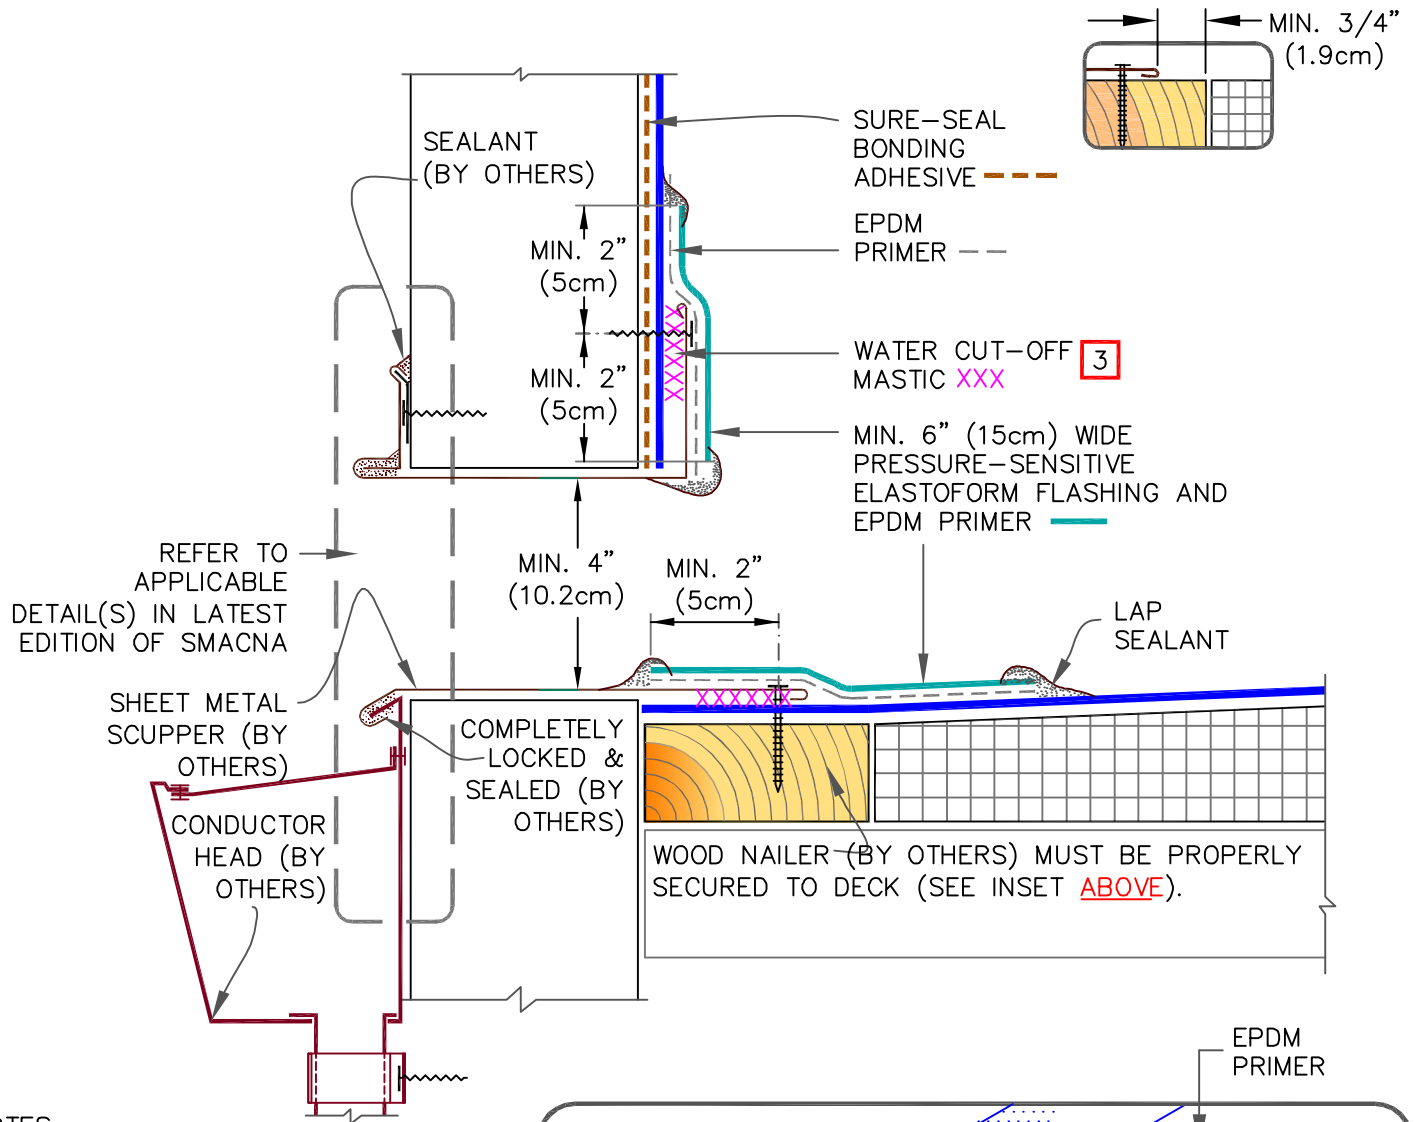 MIN. 3/4”
(1.9cm)
SEALANT
(BY OTHERS)
SURE-SEAL
BONDING
ADHESIVE
EPDM
PRIMER
MIN. 2”
(5cm)
WATER CUT-OFF 3
MASTIC XXX
MIN. 2”
(5cm)
MIN. 6” (15cm) WIDE
PRESSURE-SENSITIVE
ELASTOFORM FLASHING AND
EPDM PRIMER
REFER TO
APPLICABLE
DETAIL(S) IN LATEST
EDITION OF SMACNA
MIN. 4”
(10.2cm)
MIN. 2”
(5cm)
LAP
SEALANT
SHEET METAL
SCUPPER (BY
OTHERS)
COMPLETELY
LOCKED &
SEALED (BY
OTHERS)
CONDUCTOR
HEAD (BY
OTHERS)
WOOD NAILER (BY OTHERS) MUST BE PROPERLY
SECURED TO DECK (SEE INSET ABOVE).
EPDM
PRIMER